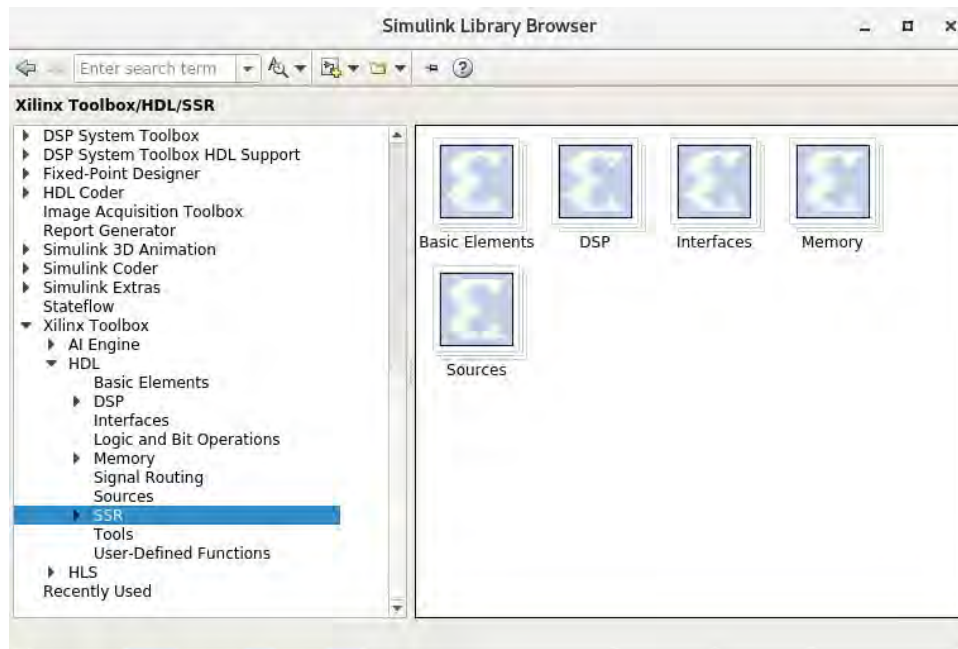 Simulink Library Browser
Enter search term
Xilinx Toolbox/HDL/SSR
DSP System Toolbox
DSP System Toolbox HDL Support
Fixed-Point Designer
HDL Coder
Image Acquisition Toolbox
Report Generator
Simulink 3D Animation
Simulink Coder
Simulink Extras
Stateflow
Xilinx Toolbox
AI Engine
HDL
Basic Elements
DSP
Interfaces
Logic and Bit Operations
Memory
Signal Routing
Sources
SSR
Tools
User-Defined Functions
HLS
Recently Used
Basic Elements
DSP
Interfaces
Memory
Sources